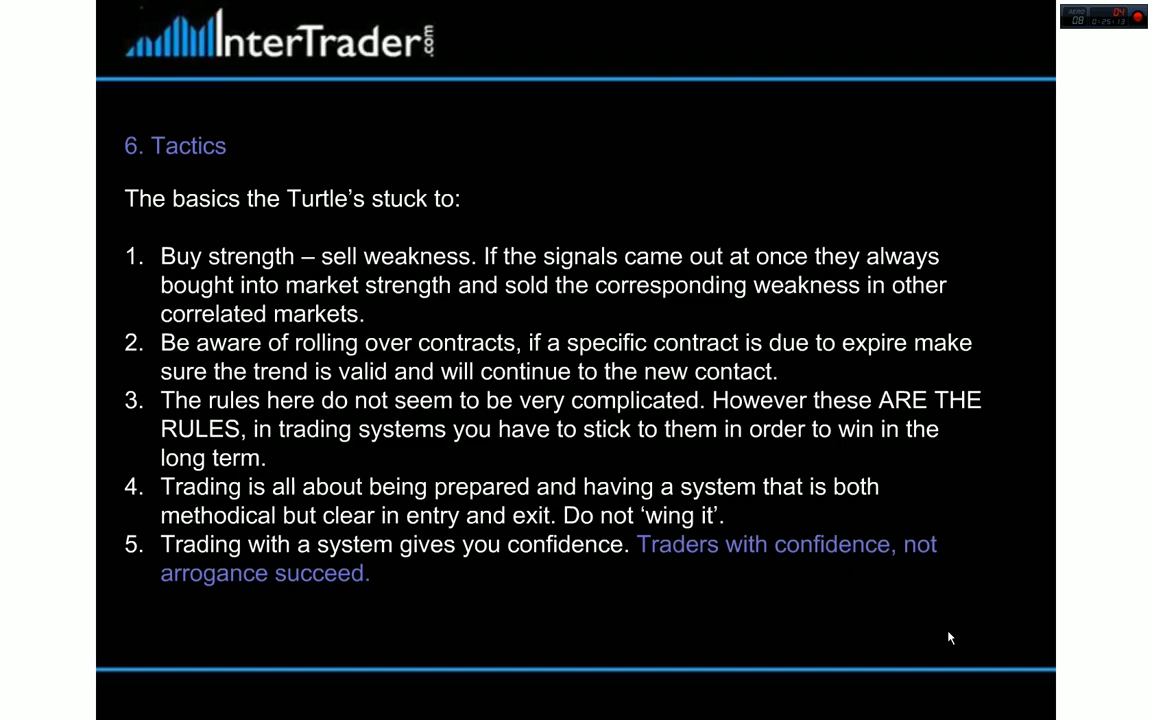 InterTrader.com
AERO 04
08 0:25:13
6. Tactics
The basics the Turtle’s stuck to:
1. Buy strength – sell weakness. If the signals came out at once they always
bought into market strength and sold the corresponding weakness in other
correlated markets.
2. Be aware of rolling over contracts, if a specific contract is due to expire make
sure the trend is valid and will continue to the new contact.
3. The rules here do not seem to be very complicated. However these ARE THE
RULES, in trading systems you have to stick to them in order to win in the
long term.
4. Trading is all about being prepared and having a system that is both
methodical but clear in entry and exit. Do not ‘wing it’.
5. Trading with a system gives you confidence. Traders with confidence, not
arrogance succeed.